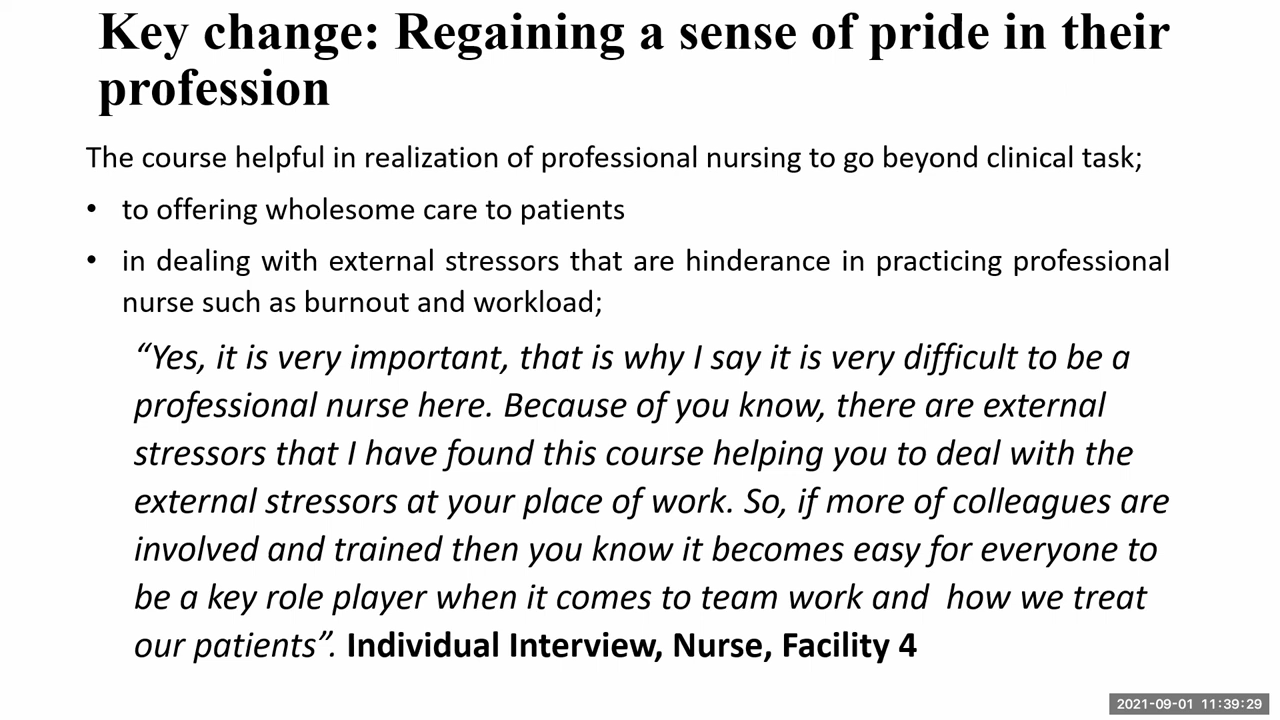 Key change: Regaining a sense of pride in their
profession
The course helpful in realization of professional nursing to go beyond clinical task;
• to offering wholesome care to patients
• in dealing with external stressors that are hinderance in practicing professional
nurse such as burnout and workload;
“Yes, it is very important, that is why I say it is very difficult to be a
professional nurse here. Because of you know, there are external
stressors that I have found this course helping you to deal with the
external stressors at your place of work. So, if more of colleagues are
involved and trained then you know it becomes easy for everyone to
be a key role player when it comes to team work and  how we treat
our patients”. Individual Interview, Nurse, Facility 4
2021-09-01 11:39:29